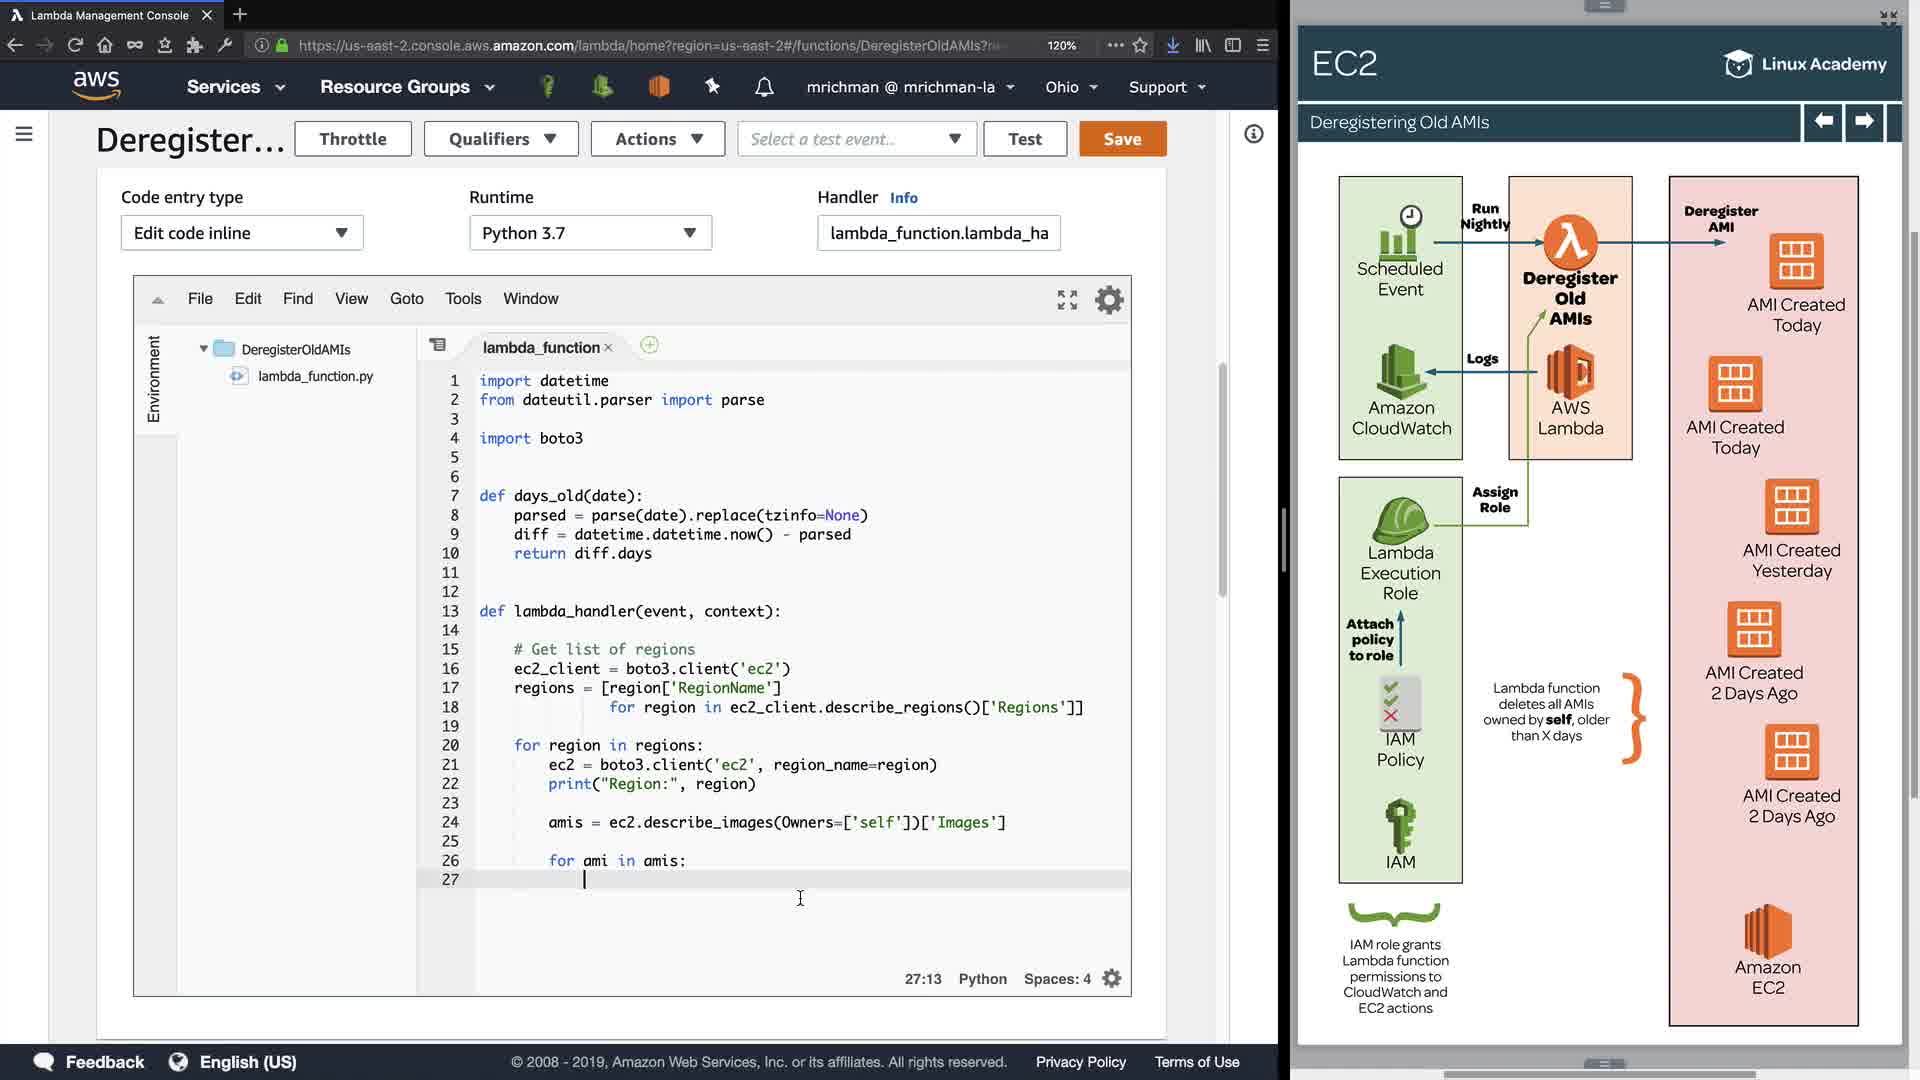 Lambda Management Console
https://us-east-2.console.aws.amazon.com/lambda/home?region=us-east-2#/functions/DeregisterOldAMIs?
120%
aws
Services
Resource Groups
mrichman @ mrichman-la
Ohio
Support
Deregister...
Throttle
Qualifiers
Actions
Select a test event..
Test
Save
Code entry type
Runtime
Handler Info
Edit code inline
Python 3.7
lambda_function.lambda_ha
File Edit Find View Goto Tools Window
Environment
DeregisterOldAMIs
lambda_function.py
lambda_function
1 import datetime
2 from dateutil.parser import parse
3
4 import boto3
5
6
7 def days_old(date):
8 parsed = parse(date).replace(tzinfo=None)
9 diff = datetime.datetime.now() - parsed
10 return diff.days
11
12
13 def lambda_handler(event, context):
14
15 # Get list of regions
16 ec2_client = boto3.client('ec2')
17 regions = [region['RegionName']
18 for region in ec2_client.describe_regions()['Regions']]
19
20 for region in regions:
21 ec2 = boto3.client('ec2', region_name=region)
22 print("Region:", region)
23
24 amis = ec2.describe_images(Owners=['self'])['Images']
25
26 for ami in amis:
27
27:13 Python Spaces: 4
Feedback
English (US)
© 2008 - 2019, Amazon Web Services, Inc. or its affiliates. All rights reserved.
Privacy Policy
Terms of Use
EC2
Linux Academy
Deregistering Old AMIs
Scheduled
Event
Run
Nightly
Deregister
Old
AMIs
Deregister
AMI
AMI Created
Today
Amazon
CloudWatch
Logs
AWS
Lambda
AMI Created
Today
Lambda
Execution
Role
Assign
Role
AMI Created
Yesterday
Attach
policy
to role
AMI Created
2 Days Ago
IAM
Policy
Lambda function
deletes all AMIs
owned by self, older
than X days
AMI Created
2 Days Ago
IAM
IAM role grants
Lambda function
permissions to
CloudWatch and
EC2 actions
Amazon
EC2